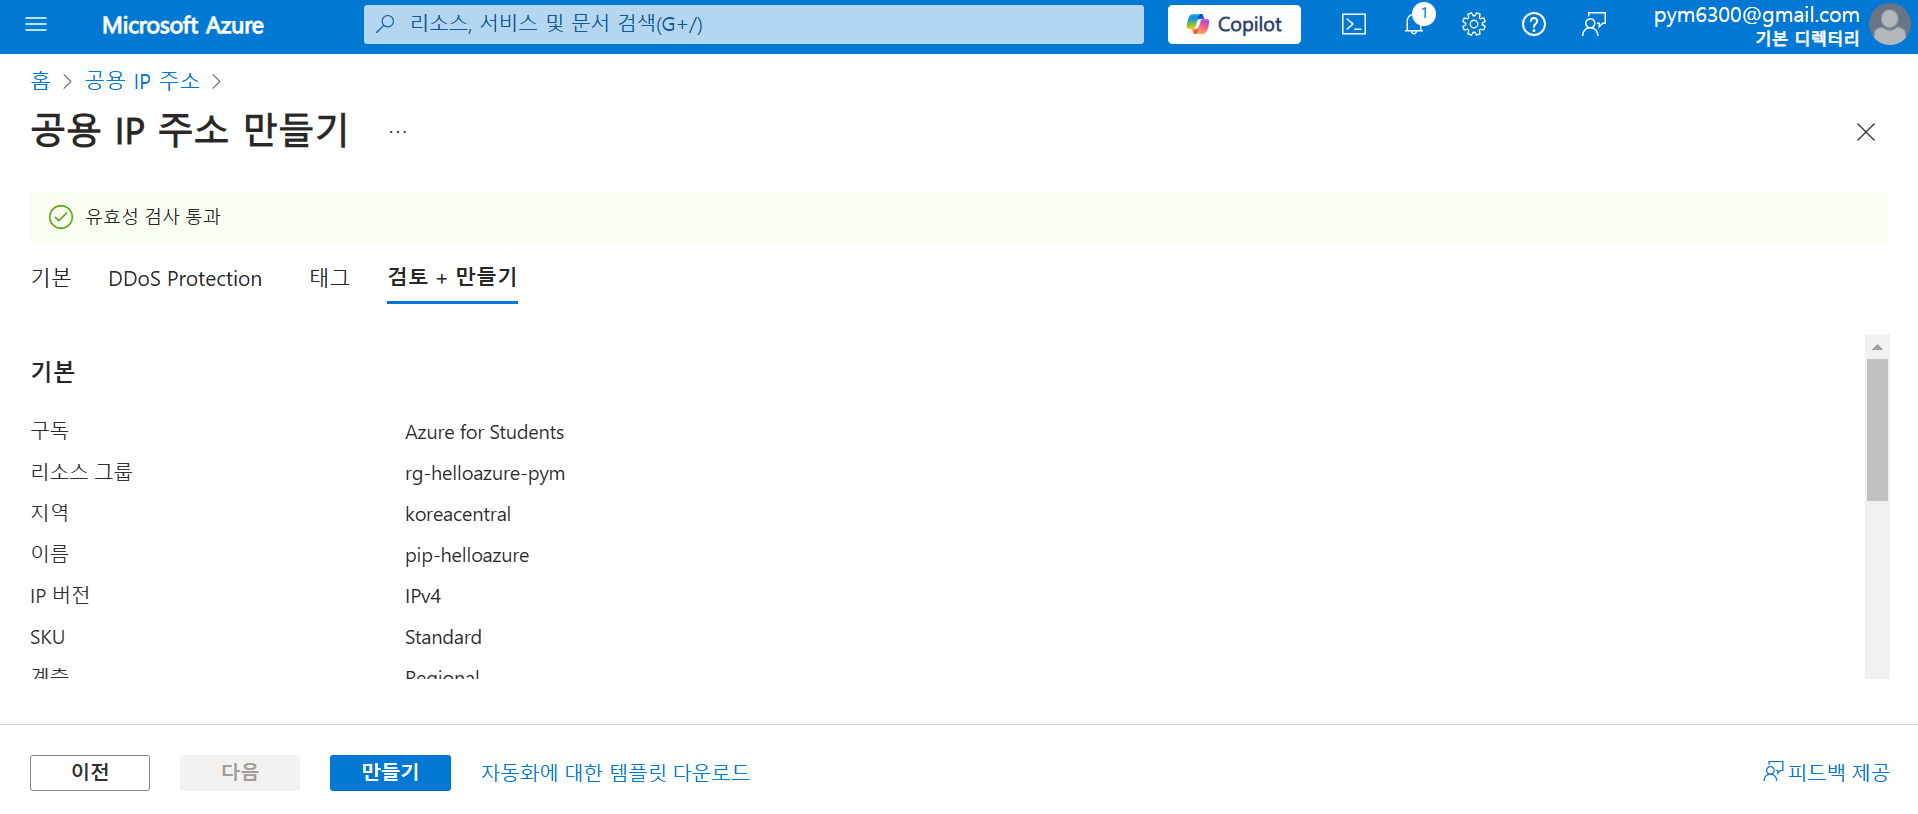 Microsoft Azure
리소스, 서비스 및 문서 검색(G+/)
Copilot
1
pym6300@gmail.com
기본 디렉터리
홈 > 공용 IP 주소 >
공용 IP 주소 만들기 ...
유효성 검사 통과
기본 DDoS Protection 태그 검토 + 만들기
기본
구독 Azure for Students
리소스 그룹 rg-helloazure-pym
지역 koreacentral
이름 pip-helloazure
IP 버전 IPv4
SKU Standard
계층 Regional
이전 다음 만들기 자동화에 대한 템플릿 다운로드 피드백 제공